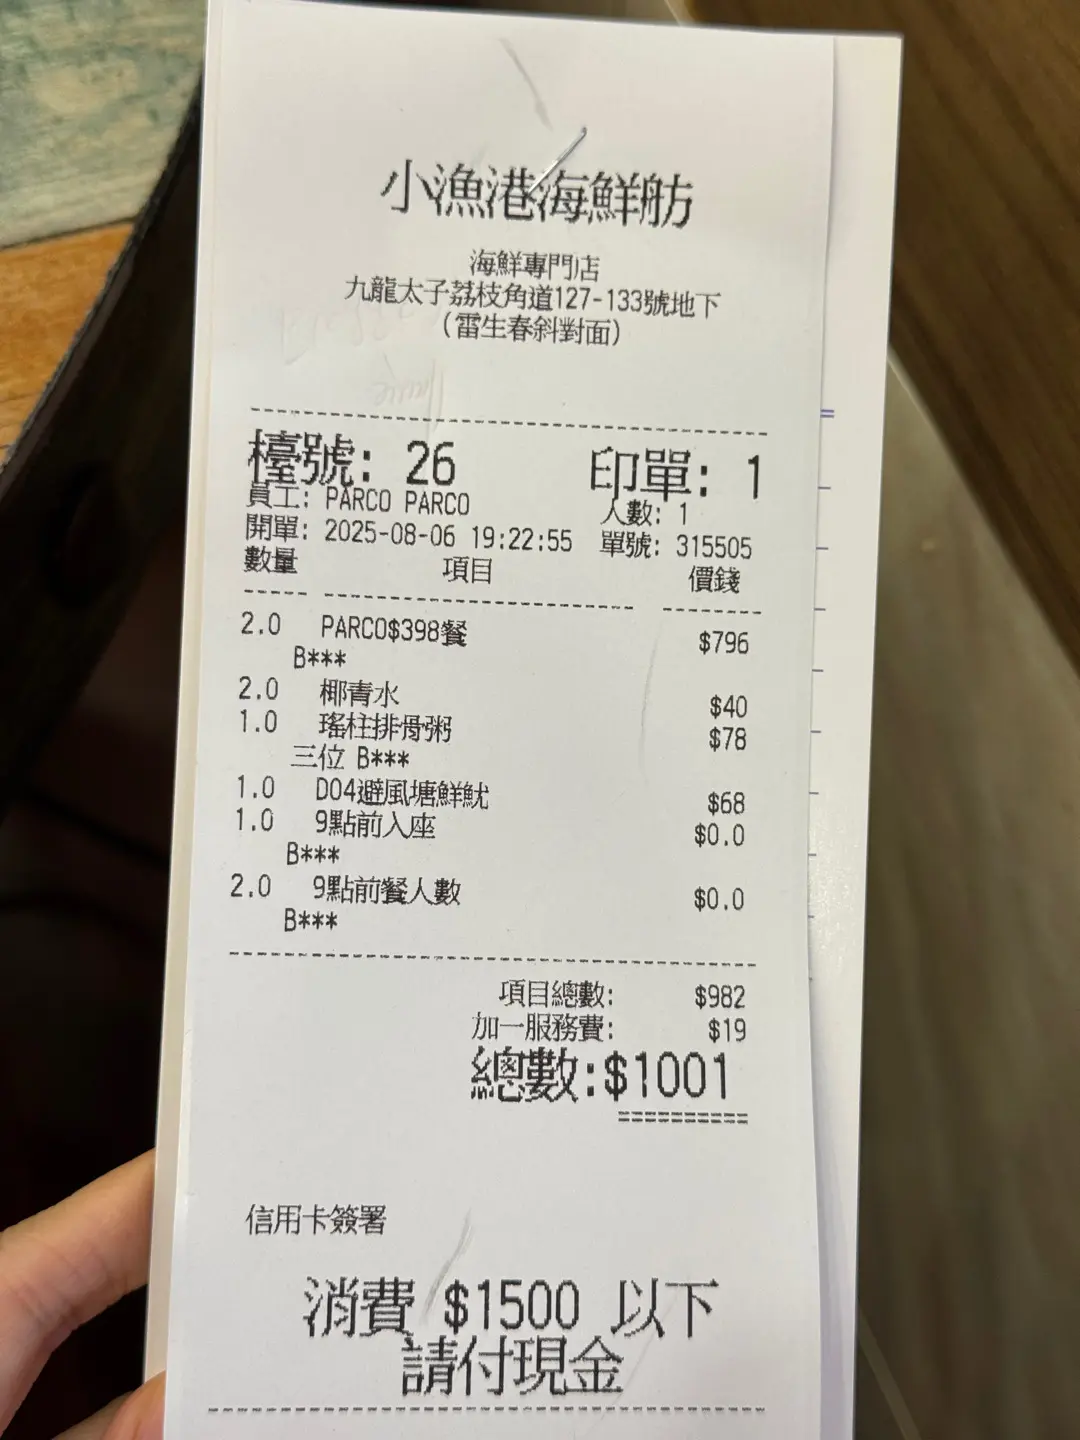 小漁港海鮮舫
海鮮專門店
九龍太子荔枝角道127-133號地下
(雷生春斜對面)
檯號: 26 印單: 1
員工: PARCO PARCO 人數: 1
開單: 2025-08-06 19:22:55 單號: 315505
數量 項目 價錢
2.0 PARCO$398餐 $796
B***
2.0 椰青水 $40
1.0 瑤柱排骨粥 $78
三位 B***
1.0 D04避風塘鮮魷 $68
1.0 9點前入座 $0.0
B***
2.0 9點前餐人數 $0.0
B***
項目總數: $982
加一服務費: $19
總數:$1001
信用卡簽署
消費 $1500 以下
請付現金